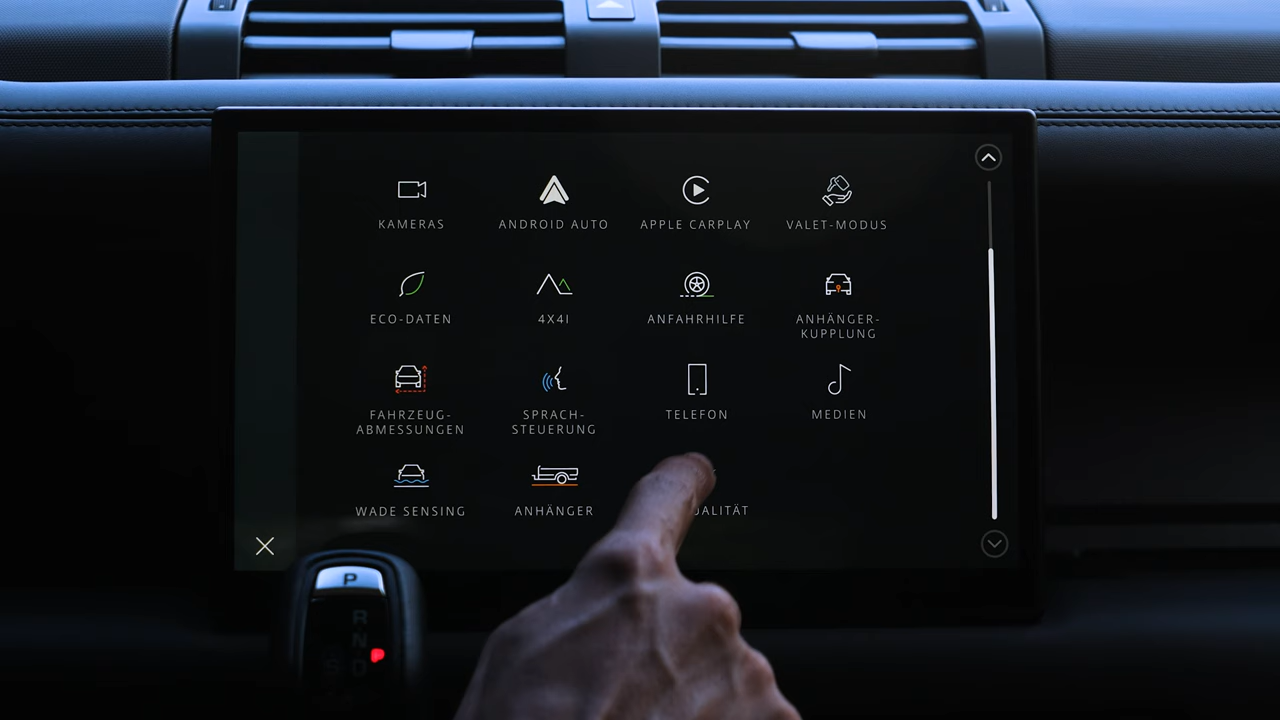 KAMERAS
ANDROID AUTO
APPLE CARPLAY
VALET-MODUS
ECO-DATEN
4X4I
ANFAHRHILFE
ANHÄNGER-
KUPPLUNG
FAHRZEUG-
ABMESSUNGEN
SPRACH-
STEUERUNG
TELEFON
MEDIEN
WADE SENSING
ANHÄNGER
P
R
N
D